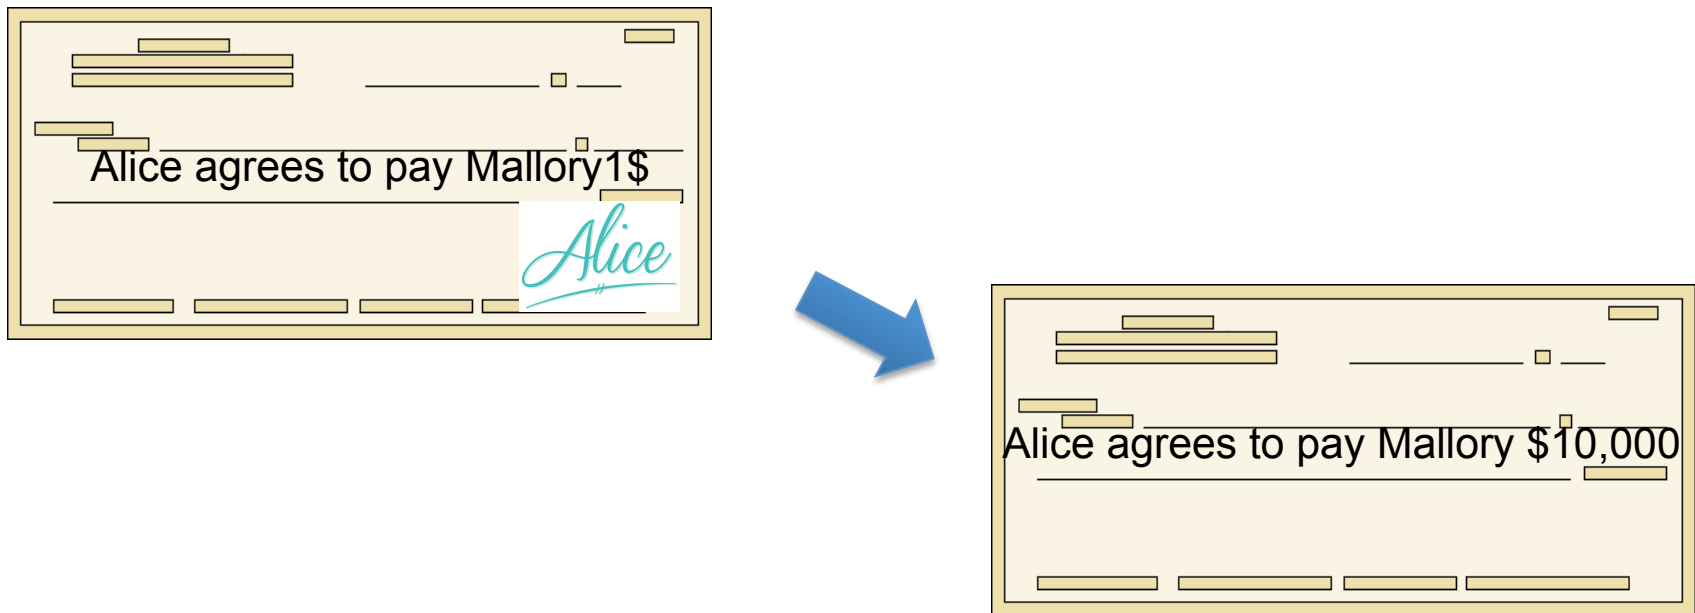 Alice agrees to pay Mallory1$
Alice
Alice agrees to pay Mallory $10,000